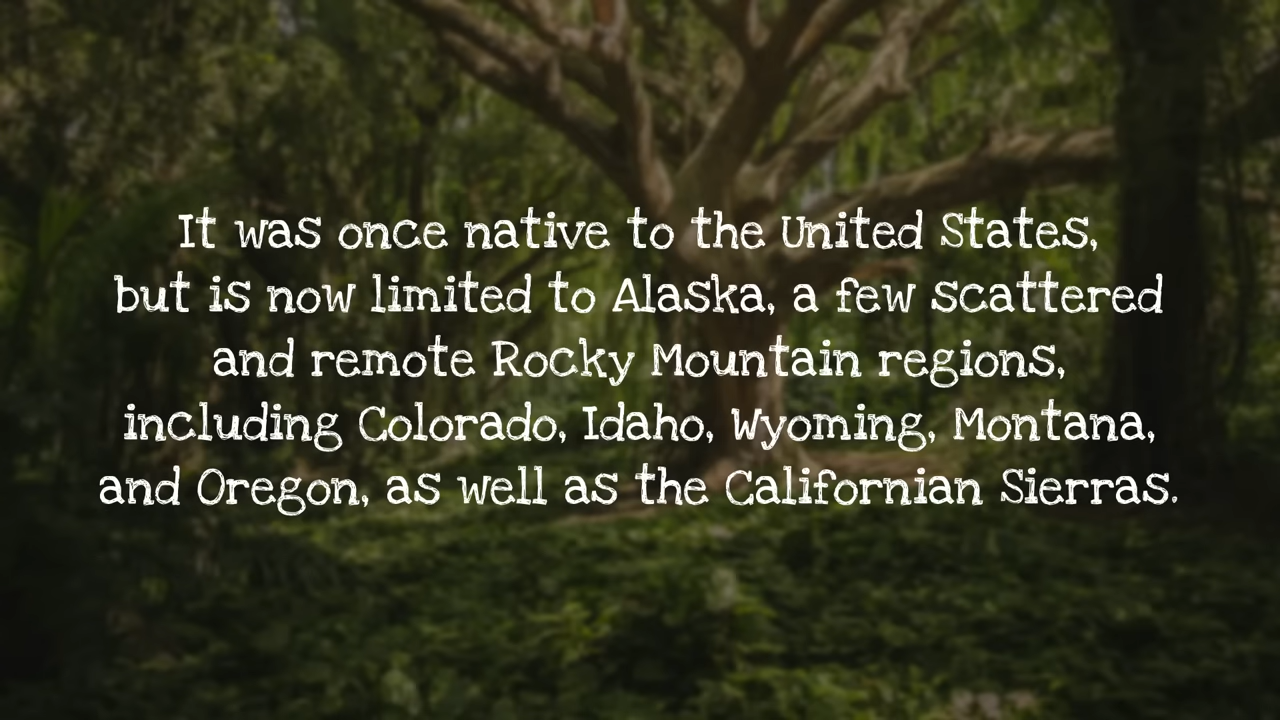 It was once native to the United States,
but is now limited to Alaska, a few scattered
and remote Rocky Mountain regions,
including Colorado, Idaho, Wyoming, Montana,
and Oregon, as well as the Californian Sierras.